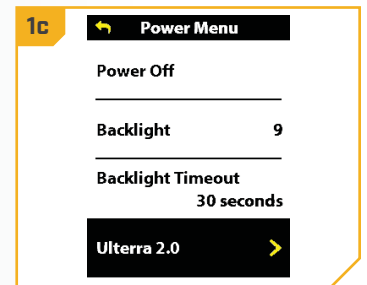 1c
Power Menu
Power Off
Backlight 9
Backlight Timeout
30 seconds
Ulterra 2.0